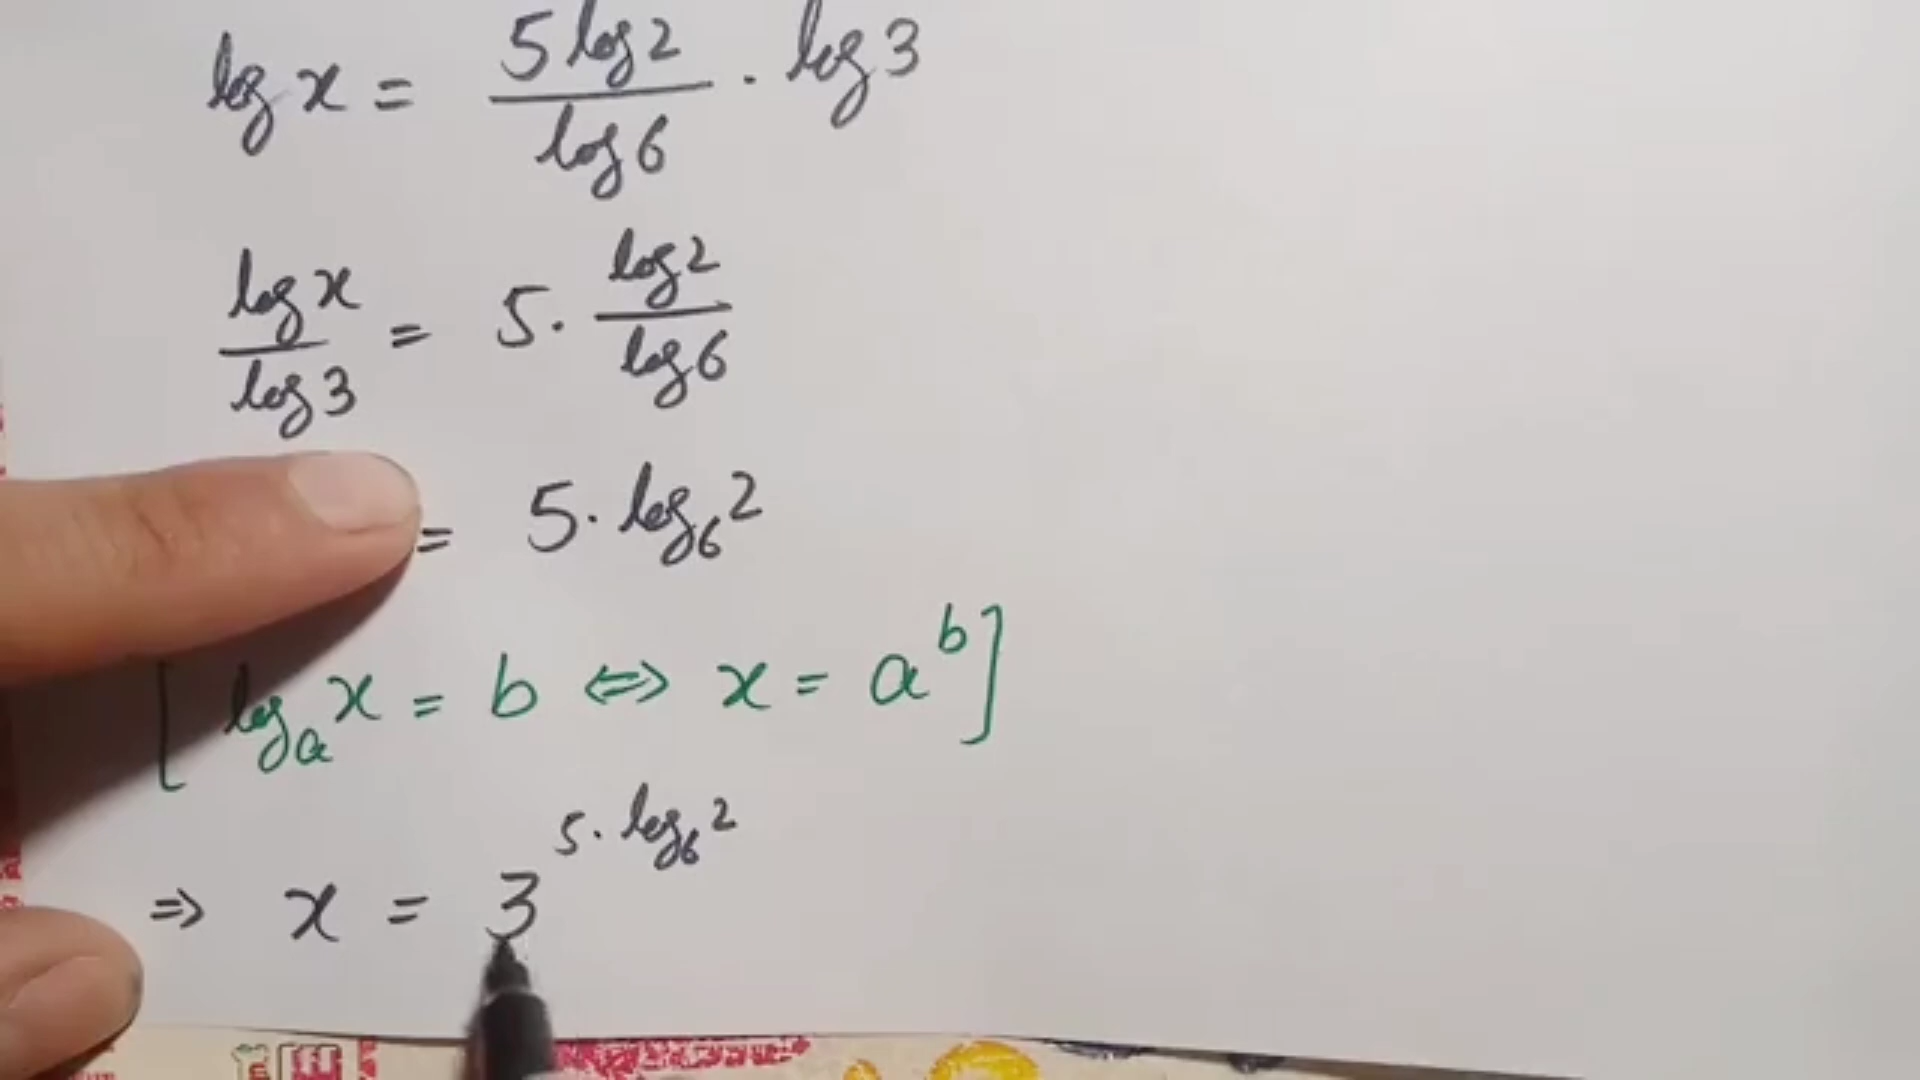 log x = 5 log 2 / log 6 . log 3
log x / log 3 = 5 . log 2 / log 6
= 5 . log₆ 2
[ logₐ x = b ⇔ x = aᵇ ]
⇒ x = 3^(5 . log₆ 2)